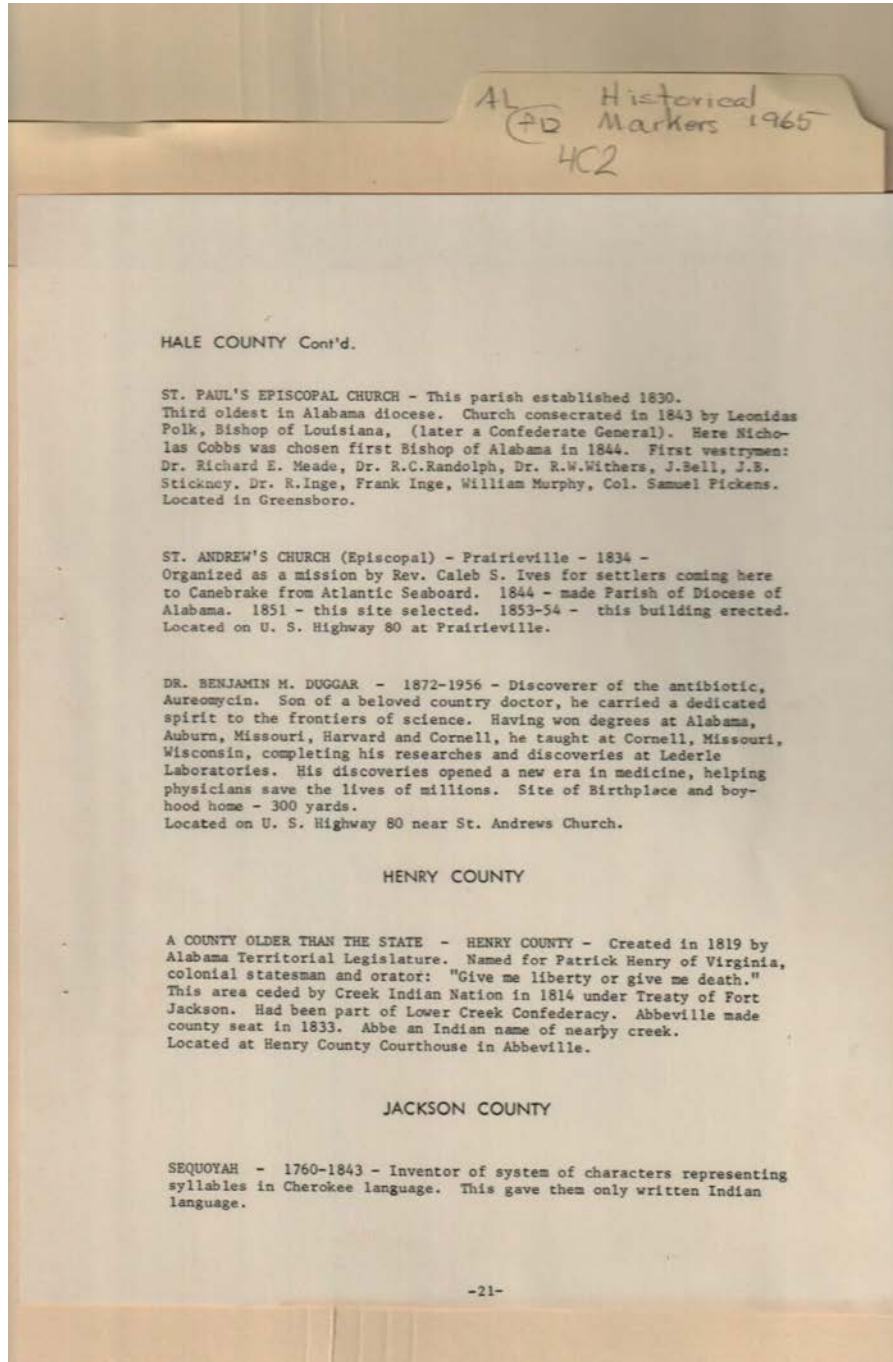 AL Historical
Markers 1965
4C2
HALE COUNTY Cont'd.
ST. PAUL'S EPISCOPAL CHURCH - This parish established 1830.
Third oldest in Alabama diocese. Church consecrated in 1843 by Leonidas
Polk, Bishop of Louisiana, (later a Confederate General). Here Nicho-
las Cobbs was chosen first Bishop of Alabama in 1844. First vestrymen:
Dr. Richard E. Meade, Dr. R.C.Randolph, Dr. R.W.Withers, J.Bell, J.B.
Stickney. Dr. R.Inge, Frank Inge, William Murphy, Col. Samuel Pickens.
Located in Greensboro.
ST. ANDREW'S CHURCH (Episcopal) - Prairieville - 1834 -
Organized as a mission by Rev. Caleb S. Ives for settlers coming here
to Canebrake from Atlantic Seaboard. 1844 - made Parish of Diocese of
Alabama. 1851 - this site selected. 1853-54 - this building erected.
Located on U. S. Highway 80 at Prairieville.
DR. BENJAMIN M. DUGGAR - 1872-1956 - Discoverer of the antibiotic,
Aureomycin. Son of a beloved country doctor, he carried a dedicated
spirit to the frontiers of science. Having won degrees at Alabama,
Auburn, Missouri, Harvard and Cornell, he taught at Cornell, Missouri,
Wisconsin, completing his researches and discoveries at Lederle
Laboratories. His discoveries opened a new era in medicine, helping
physicians save the lives of millions. Site of Birthplace and boy-
hood home - 300 yards.
Located on U. S. Highway 80 near St. Andrews Church.
HENRY COUNTY
A COUNTY OLDER THAN THE STATE - HENRY COUNTY - Created in 1819 by
Alabama Territorial Legislature. Named for Patrick Henry of Virginia,
colonial statesman and orator: "Give me liberty or give me death."
This area ceded by Creek Indian Nation in 1814 under Treaty of Fort
Jackson. Had been part of Lower Creek Confederacy. Abbeville made
county seat in 1833. Abbe an Indian name of nearby creek.
Located at Henry County Courthouse in Abbeville.
JACKSON COUNTY
SEQUOYAH - 1760-1843 - Inventor of system of characters representing
syllables in Cherokee language. This gave them only written Indian
language.
-21-